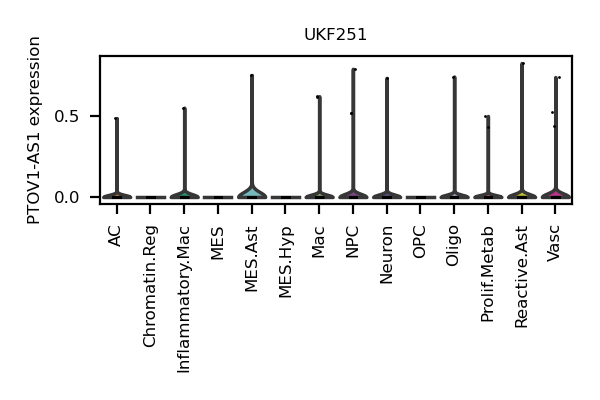 UKF251
PTOV1-AS1 expression
0.5
0.0
AC
Chromatin.Reg
Inflammatory.Mac
MES
MES.Ast
MES.Hyp
Mac
NPC
Neuron
OPC
Oligo
Prolif.Metab
Reactive.Ast
Vasc